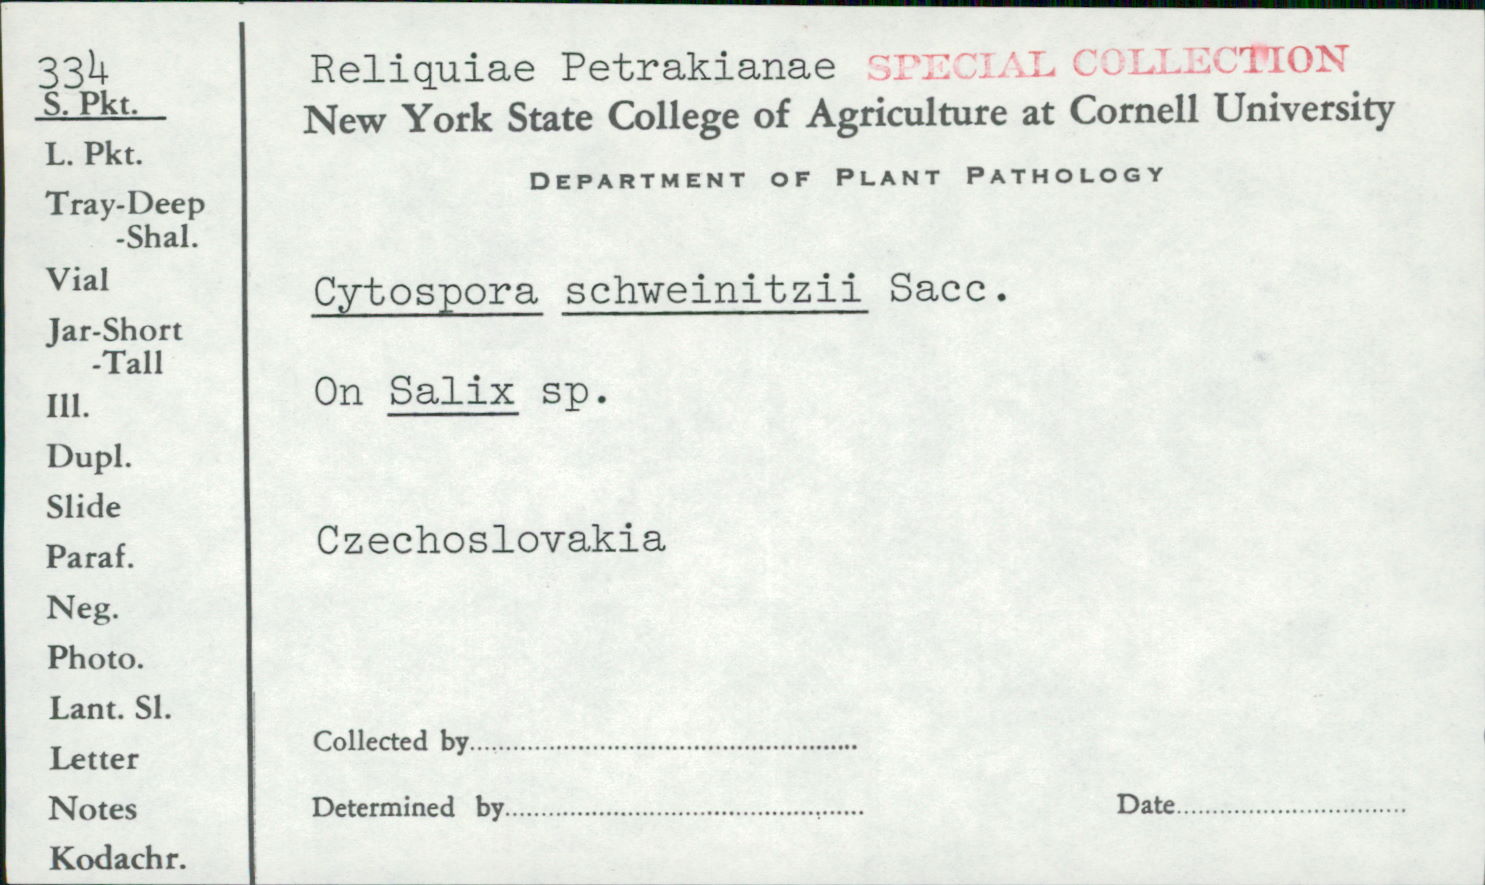 334
S. Pkt.
L. Pkt.
Tray-Deep
-Shal.
Vial
Jar-Short
-Tall
Ill.
Dupl.
Slide
Paraf.
Neg.
Photo.
Lant. Sl.
Letter
Notes
Kodachr.
Reliquiae Petrakianae SPECIAL COLLECTION
New York State College of Agriculture at Cornell University
DEPARTMENT OF PLANT PATHOLOGY
Cytospora schweinitzii Sacc.
On Salix sp.
Czechoslovakia
Collected by
Determined by
Date